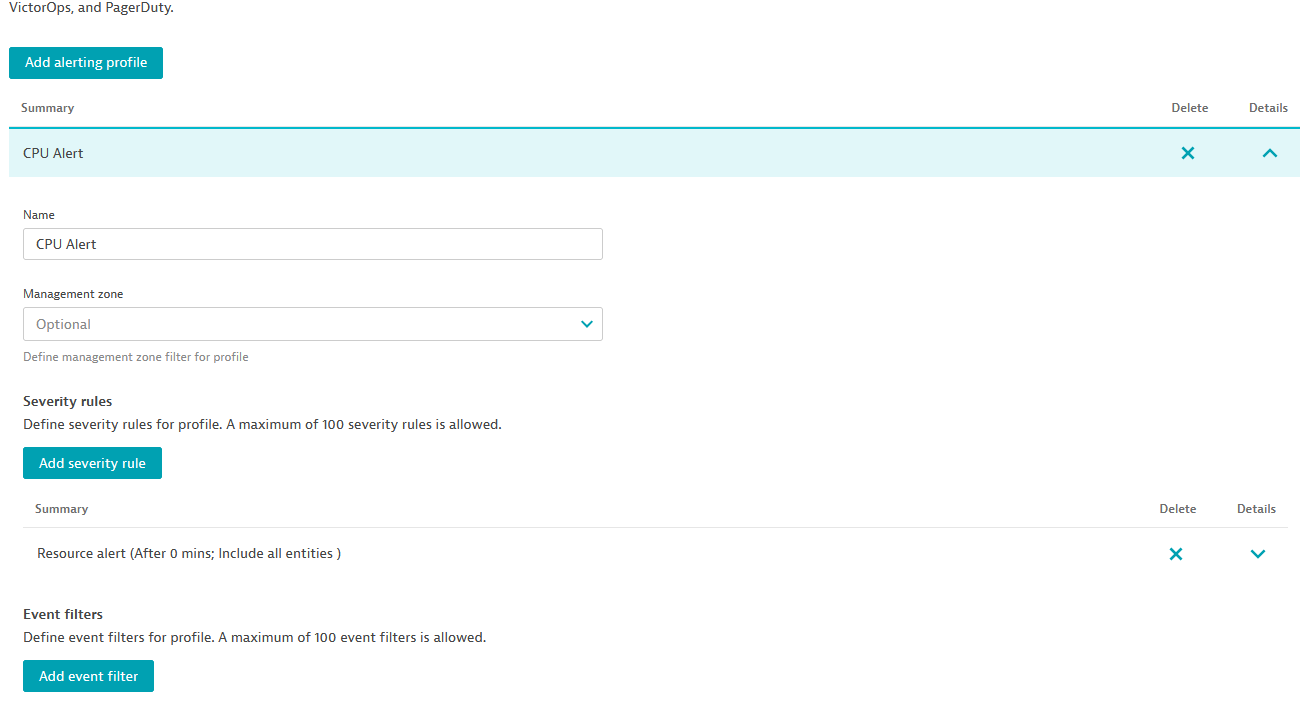 VictorOps, and PagerDuty.
Add alerting profile
Summary Delete Details
CPU Alert
Name
CPU Alert
Management zone
Optional
Define management zone filter for profile
Severity rules
Define severity rules for profile. A maximum of 100 severity rules is allowed.
Add severity rule
Summary Delete Details
Resource alert (After 0 mins; Include all entities )
Event filters
Define event filters for profile. A maximum of 100 event filters is allowed.
Add event filter